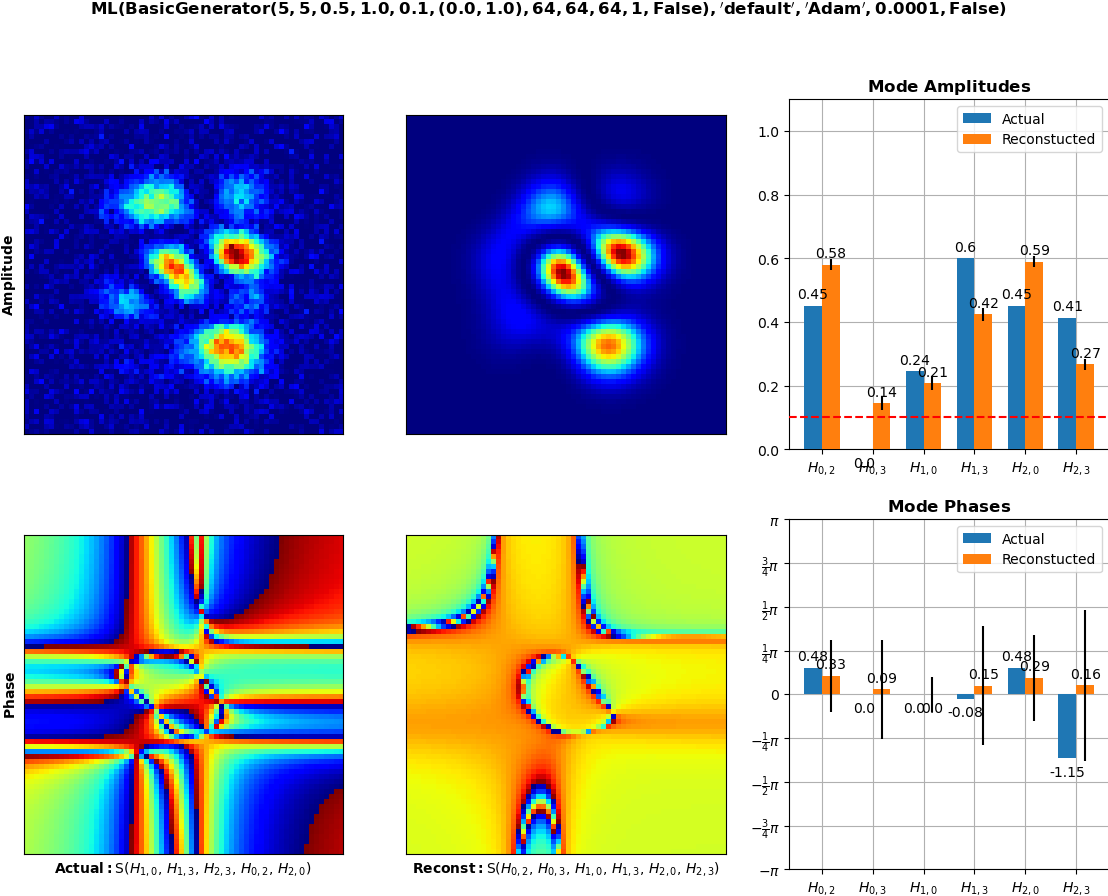 ML(BasicGenerator(5, 5, 0.5, 1.0, 0.1, (0.0, 1.0), 64, 64, 64, 1, False), 'default', 'Adam', 0.0001, False)
Amplitude
Mode Amplitudes
Actual
Reconstucted
1.0
0.8
0.6
0.4
0.2
0.0
0.45
0.58
0.0
0.14
0.24
0.21
0.6
0.42
0.45
0.59
0.41
0.27
H0,2 H0,3 H1,0 H1,3 H2,0 H2,3
Phase
Actual: S(H1,0, H1,3, H2,3, H0,2, H2,0)
Reconst: S(H0,2, H0,3, H1,0, H1,3, H2,0, H2,3)
Mode Phases
Actual
Reconstucted
π
3/4π
1/2π
1/4π
0
−1/4π
−1/2π
−3/4π
−π
0.48
0.33
0.0
0.09
0.0
0.0
-0.08
0.15
0.48
0.29
-1.15
0.16
H0,2 H0,3 H1,0 H1,3 H2,0 H2,3